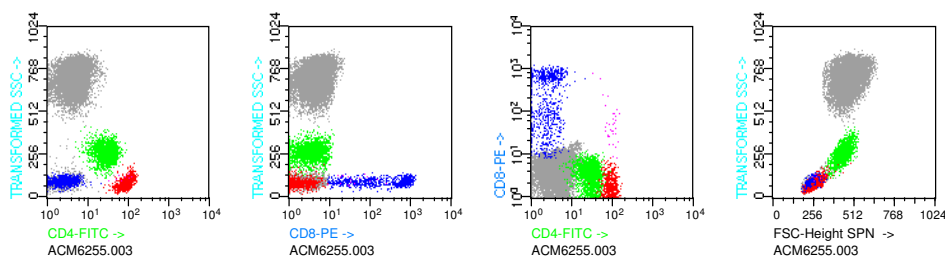 TRANSFORMED SSC ->
1024
768
512
256
0
10^0 10^1 10^2 10^3 10^4
CD4-FITC ->
ACM6255.003
TRANSFORMED SSC ->
1024
768
512
256
0
10^0 10^1 10^2 10^3 10^4
CD8-PE ->
ACM6255.003
CD8-PE ->
10^4
10^3
10^2
10^1
10^0
10^0 10^1 10^2 10^3 10^4
CD4-FITC ->
ACM6255.003
TRANSFORMED SSC ->
1024
768
512
256
0
0 256 512 768 1024
FSC-Height SPN ->
ACM6255.003